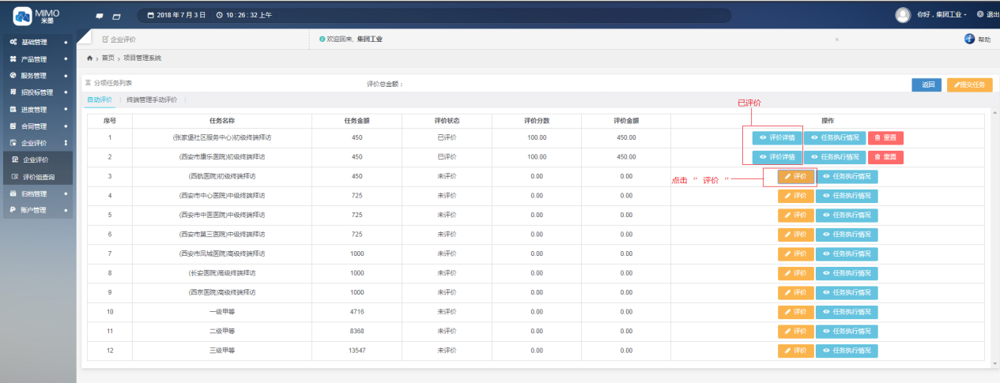 MIMO
米墨
2018年7月3日 10:26:32 上午
你好，集团工业
退出
基础管理
产品管理
服务管理
招投标管理
进度管理
合同管理
企业评价
企业评价
评价组查询
归档管理
账户管理
企业评价
欢迎回来, 集团工业
×
帮助
首页 › 项目管理系统
分项任务列表
评价总金额：
返回
提交任务
自动评价 | 终端管理手动评价 |
已评价
序号 任务名称 任务金额 评价状态 评价分数 评价金额 操作
1 (张家堡社区服务中心)初级终端拜访 450 已评价 100.00 450.00 评价详情 任务执行情况 重置
2 (西安市康乐医院)初级终端拜访 450 已评价 100.00 450.00 评价详情 任务执行情况 重置
3 (西航医院)初级终端拜访 450 未评价 0.00 0.00 评价 任务执行情况
点击 “ 评价 “
4 (西安市中心医院)中级终端拜访 725 未评价 0.00 0.00 评价 任务执行情况
5 (西安市中医医院)中级终端拜访 725 未评价 0.00 0.00 评价 任务执行情况
6 (西安市第三医院)中级终端拜访 725 未评价 0.00 0.00 评价 任务执行情况
7 (西安市凤城医院)高级终端拜访 1000 未评价 0.00 0.00 评价 任务执行情况
8 (长安医院)高级终端拜访 1000 未评价 0.00 0.00 评价 任务执行情况
9 (西京医院)高级终端拜访 1000 未评价 0.00 0.00 评价 任务执行情况
10 一级甲等 4716 未评价 0.00 0.00 评价 任务执行情况
11 二级甲等 8368 未评价 0.00 0.00 评价 任务执行情况
12 三级甲等 13547 未评价 0.00 0.00 评价 任务执行情况